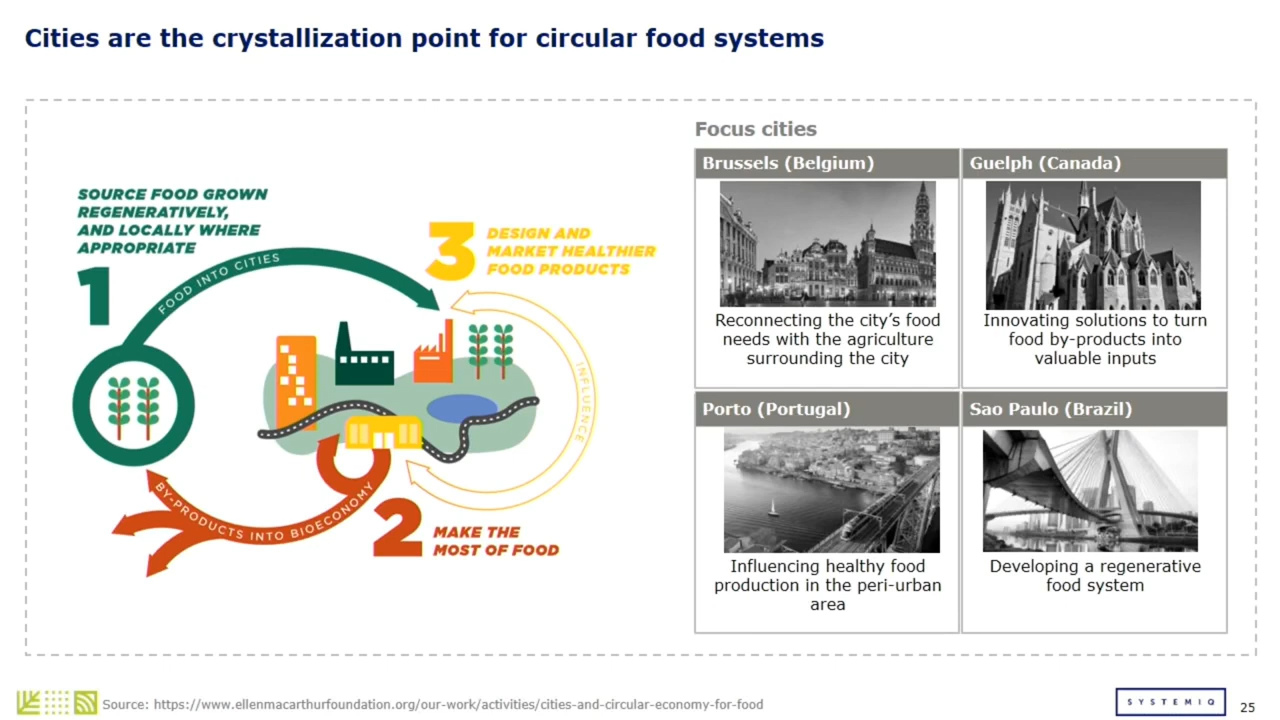 Cities are the crystallization point for circular food systems
SOURCE FOOD GROWN
REGENERATIVELY,
AND LOCALLY WHERE
APPROPRIATE
1
FOOD INTO CITIES
3
DESIGN AND
MARKET HEALTHIER
FOOD PRODUCTS
INFLUENCE
BY-PRODUCTS INTO BIOECONOMY
2
MAKE THE
MOST OF FOOD
Focus cities
Brussels (Belgium)
Reconnecting the city’s food
needs with the agriculture
surrounding the city
Guelph (Canada)
Innovating solutions to turn
food by-products into
valuable inputs
Porto (Portugal)
Influencing healthy food
production in the peri-urban
area
Sao Paulo (Brazil)
Developing a regenerative
food system
Source: https://www.ellenmacarthurfoundation.org/our-work/activities/cities-and-circular-economy-for-food
SYSTEMIQ
25